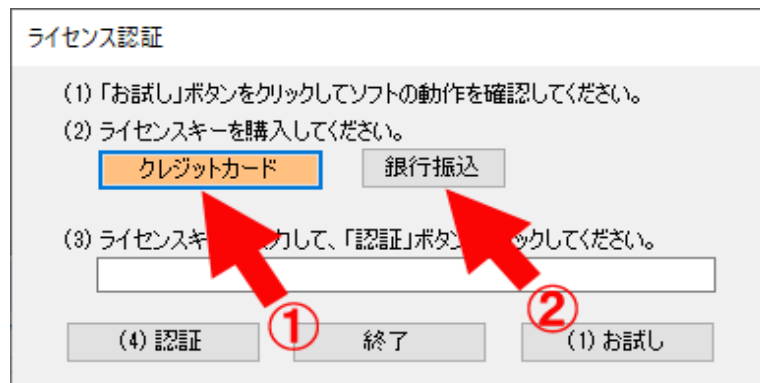 ライセンス認証
(1)「お試し」ボタンをクリックしてソフトの動作を確認してください。
(2) ライセンスキーを購入してください。
クレジットカード 銀行振込
(3) ライセンスキ 力して、「認証」ボタ ックしてください。
① ②
(4) 認証 終了 (1) お試し